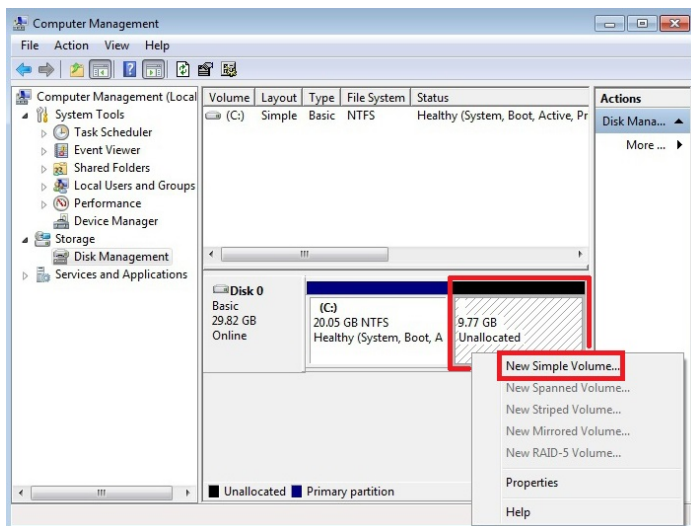 Computer Management
File Action View Help
Computer Management (Local
System Tools
Task Scheduler
Event Viewer
Shared Folders
Local Users and Groups
Performance
Device Manager
Storage
Disk Management
Services and Applications
Volume Layout Type File System Status
(C:) Simple Basic NTFS Healthy (System, Boot, Active, Pr
Disk 0
Basic
29.82 GB
Online
(C:)
20.05 GB NTFS
Healthy (System, Boot, A
9.77 GB
Unallocated
Unallocated Primary partition
Actions
Disk Mana...
More ...
New Simple Volume...
New Spanned Volume...
New Striped Volume...
New Mirrored Volume...
New RAID-5 Volume...
Properties
Help